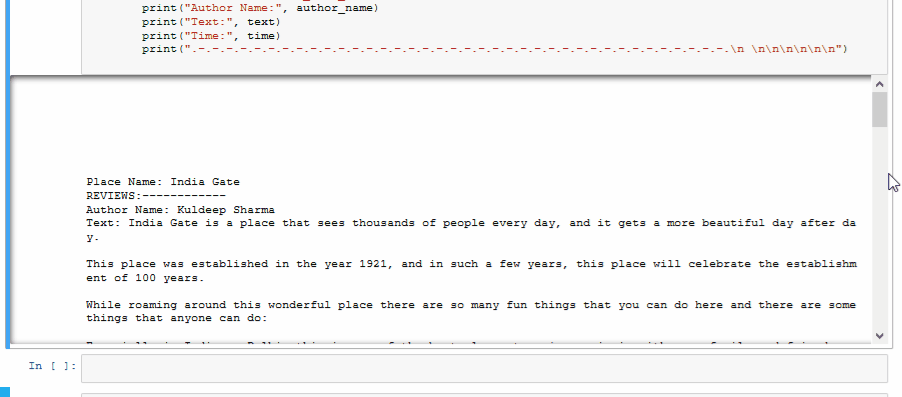 print("Author Name:", author_name)
print("Text:", text)
print("Time:", time)
print(".-.-.-.-.-.-.-.-.-.-.-.-.-.-.-.-.-.-.-.-.-.-.-.-.-.-.-.-.-.-.-.-.-.-.-.-.-.-.\n \n\n\n\n\n\n")
Place Name: India Gate
REVIEWS:------------
Author Name: Kuldeep Sharma
Text: India Gate is a place that sees thousands of people every day, and it gets a more beautiful day after da
y.
This place was established in the year 1921, and in such a few years, this place will celebrate the establishm
ent of 100 years.
While roaming around this wonderful place there are so many fun things that you can do here and there are some
things that anyone can do:
In [ ]: